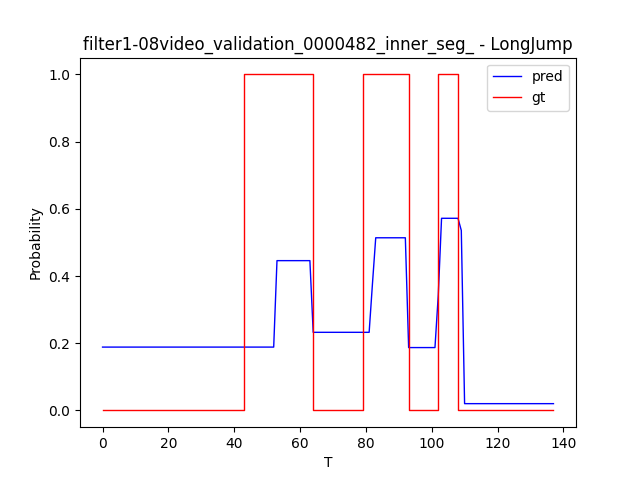 filter1-08video_validation_0000482_inner_seg_ - LongJump
pred
gt
1.0
0.8
0.6
0.4
0.2
0.0
Probability
0 20 40 60 80 100 120 140
T